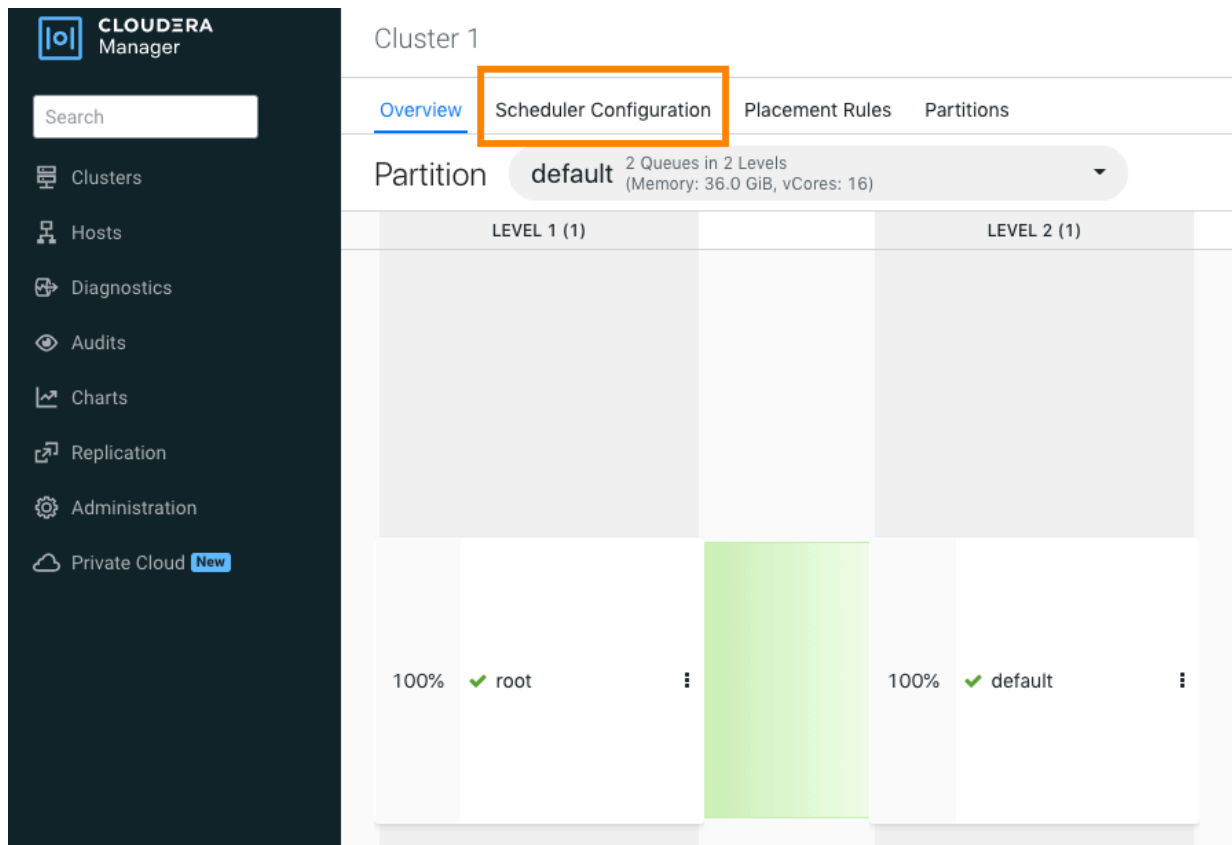 CLOUDERA
Manager
Search
Clusters
Hosts
Diagnostics
Audits
Charts
Replication
Administration
Private Cloud New
Cluster 1
Overview Scheduler Configuration Placement Rules Partitions
Partition default 2 Queues in 2 Levels
(Memory: 36.0 GiB, vCores: 16)
LEVEL 1 (1) LEVEL 2 (1)
100% root 100% default